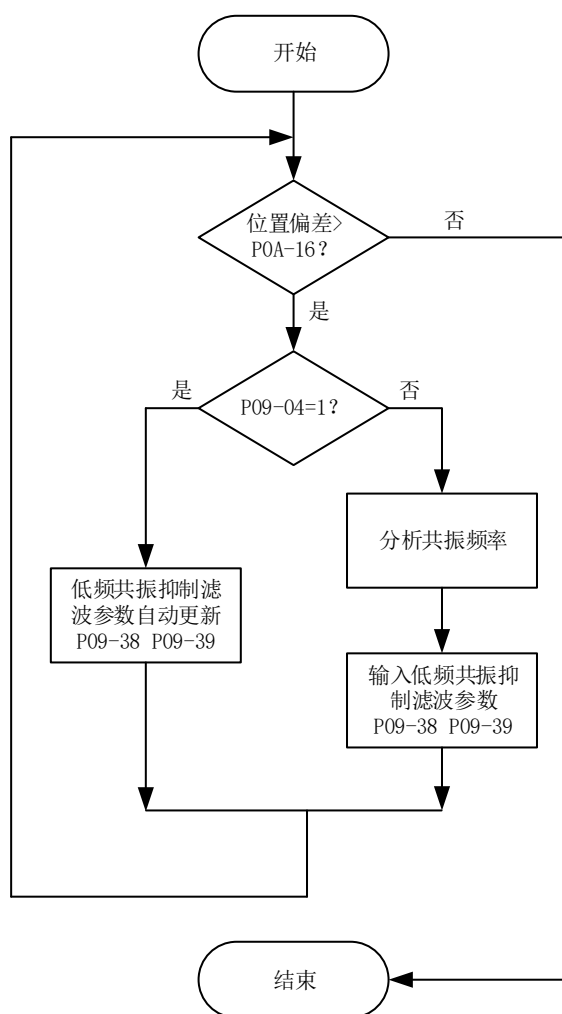 开始
位置偏差>
P0A-16?
否
是
是
P09-04=1?
否
分析共振频率
低频共振抑制滤
波参数自动更新
P09-38 P09-39
输入低频共振抑
制滤波参数
P09-38 P09-39
结束